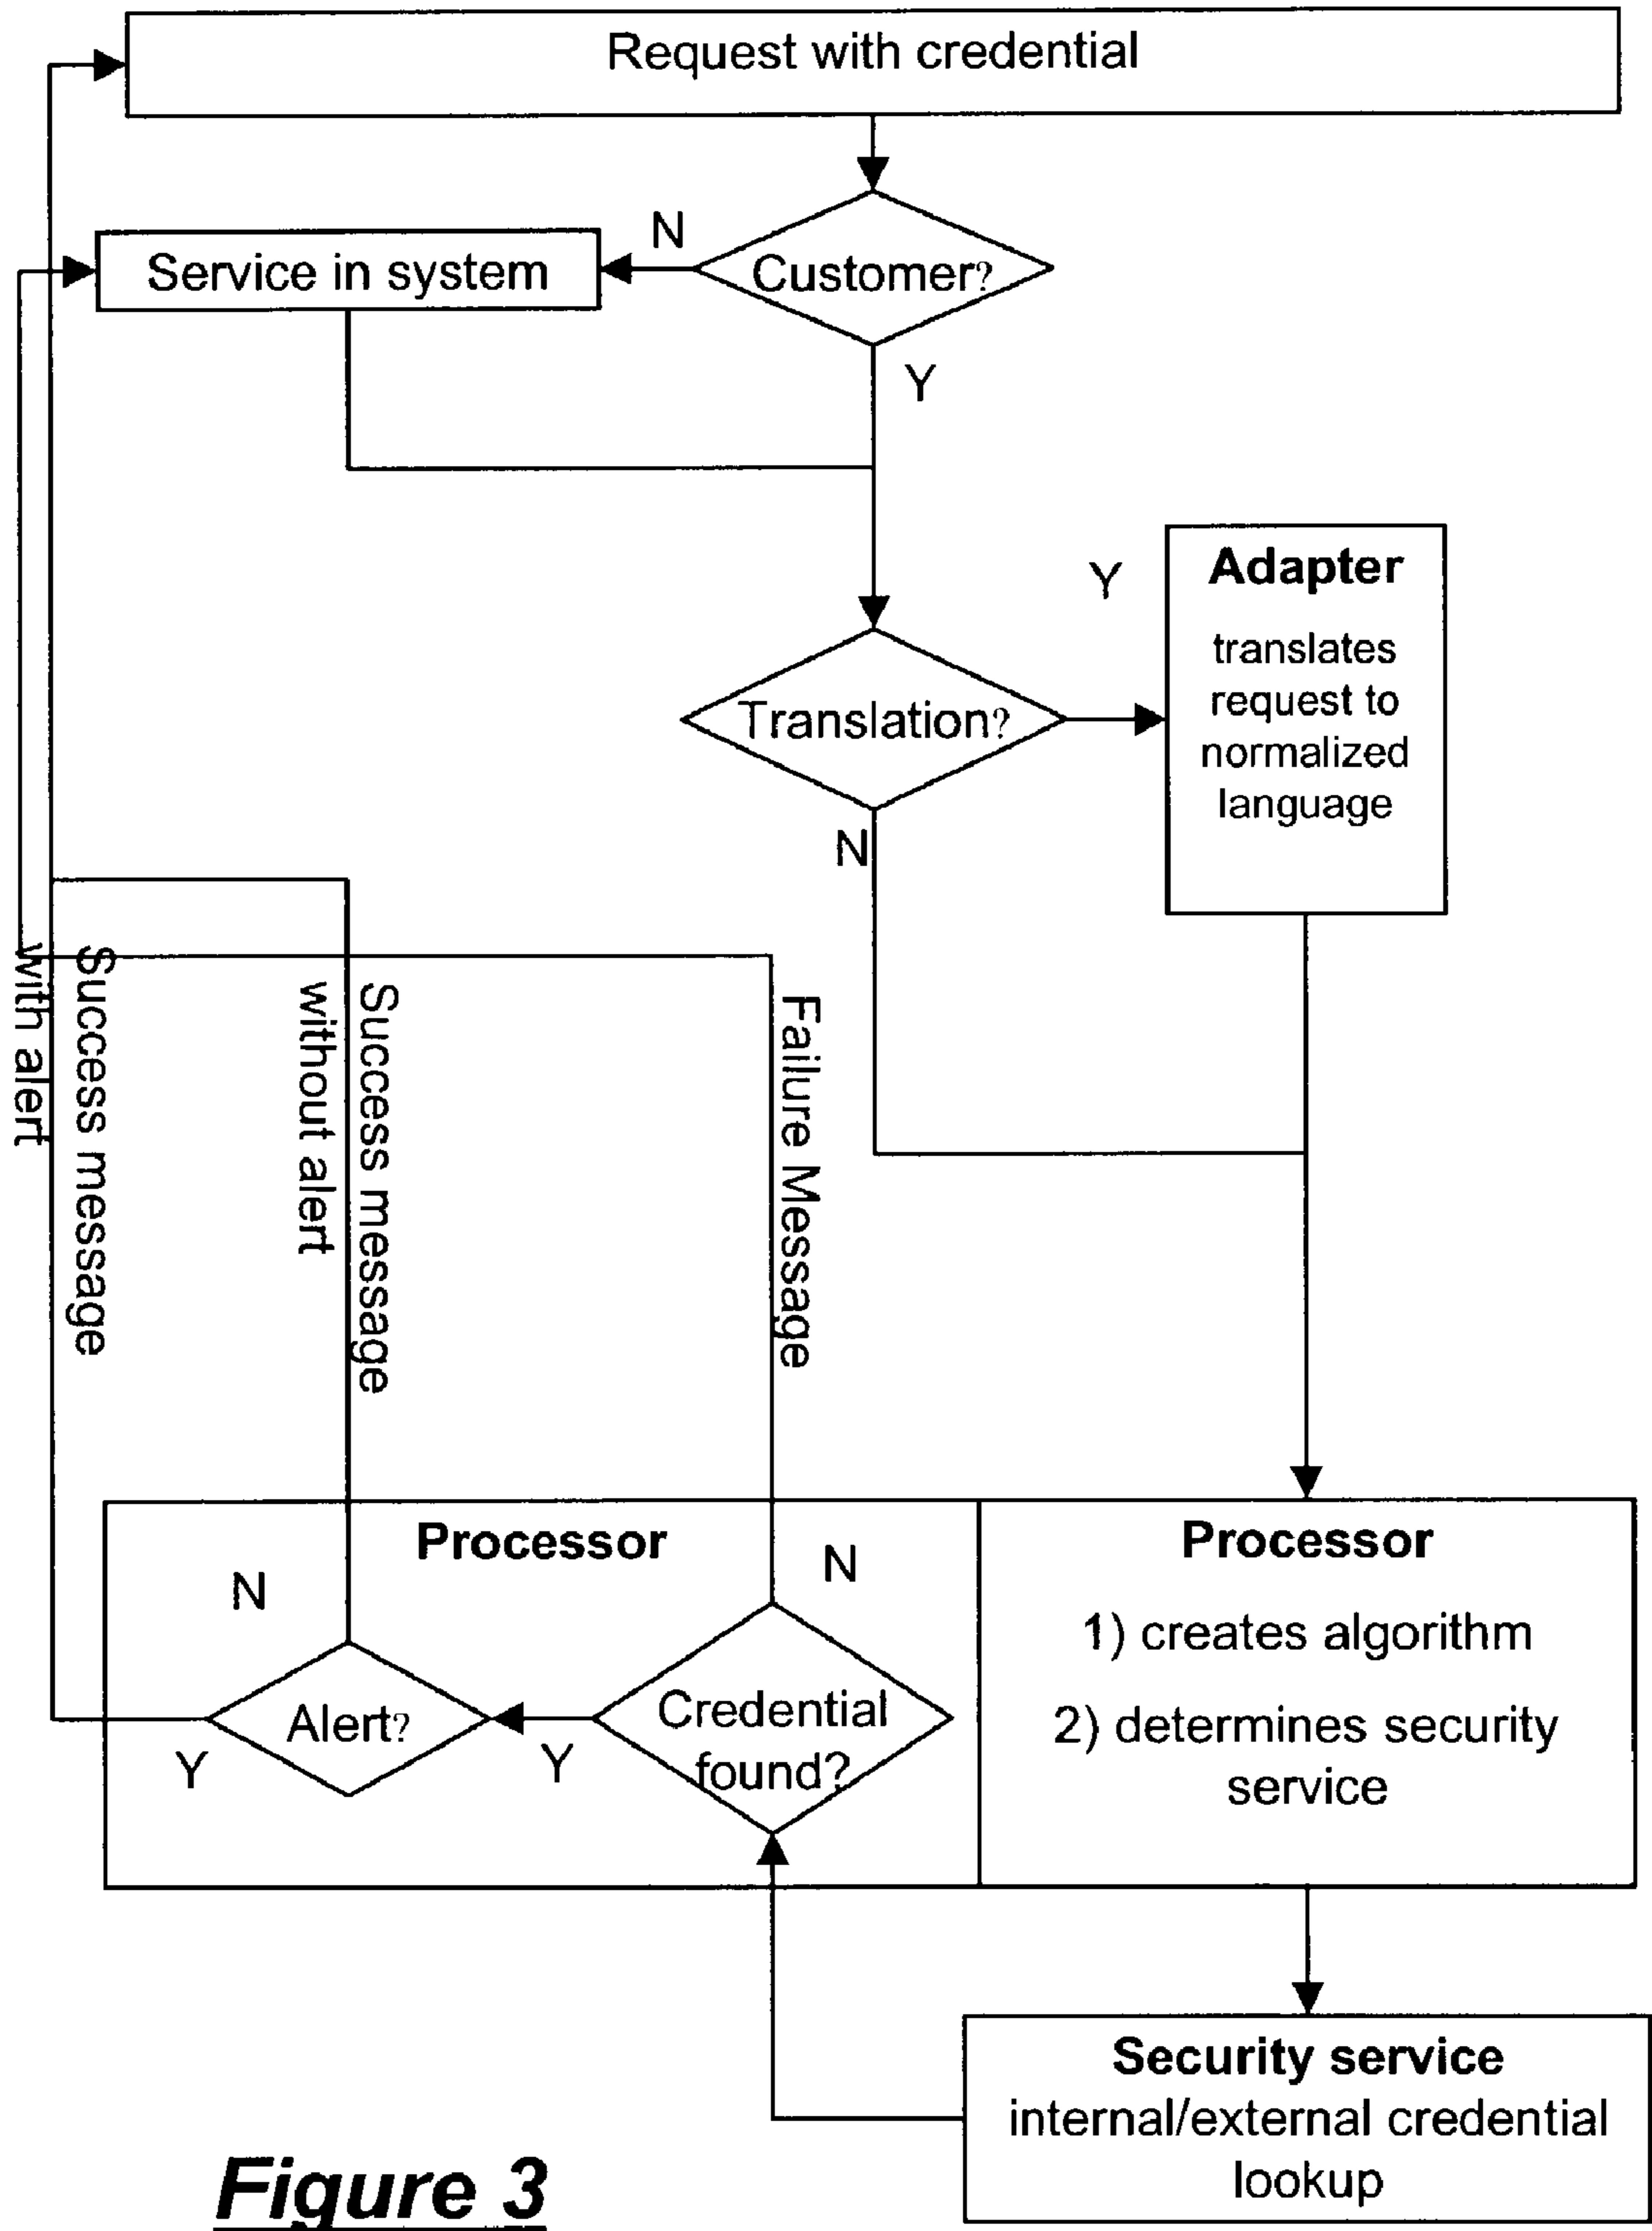 Request with credential
N
Service in system
Customer?
Y
Adapter
Y
translates
request to
normalized
language
Translation?
N
Success message
with alert
Success message
without alert
Failure Message
Processor
N
N
Alert?
Y
Y
Credential
found?
Processor
1) creates algorithm
2) determines security
service
Security service
internal/external credential
lookup
Figure 3